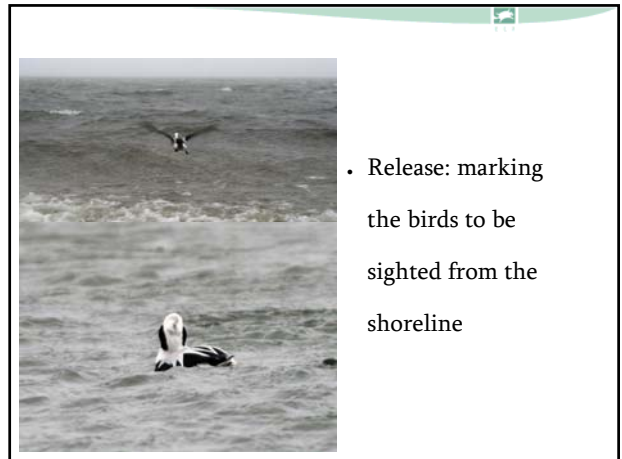 • Release: marking
the birds to be
sighted from the
shoreline